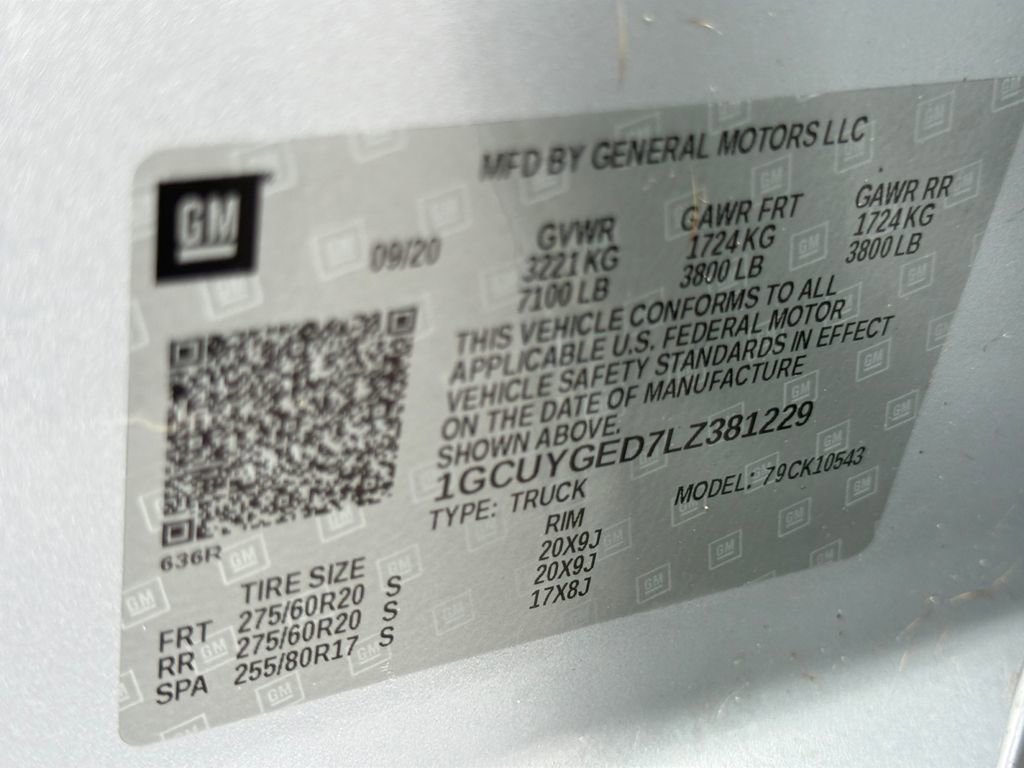 MFD BY GENERAL MOTORS LLC
GM
09/20
GVWR GAWR FRT GAWR RR
3221 KG 1724 KG 1724 KG
7100 LB 3800 LB 3800 LB
THIS VEHICLE CONFORMS TO ALL
APPLICABLE U.S. FEDERAL MOTOR
VEHICLE SAFETY STANDARDS IN EFFECT
ON THE DATE OF MANUFACTURE
SHOWN ABOVE.
1GCUYGED7LZ381229
TYPE: TRUCK MODEL: 79CK10543
636R
TIRE SIZE RIM
FRT 275/60R20 S 20X9J
RR 275/60R20 S 20X9J
SPA 255/80R17 S 17X8J